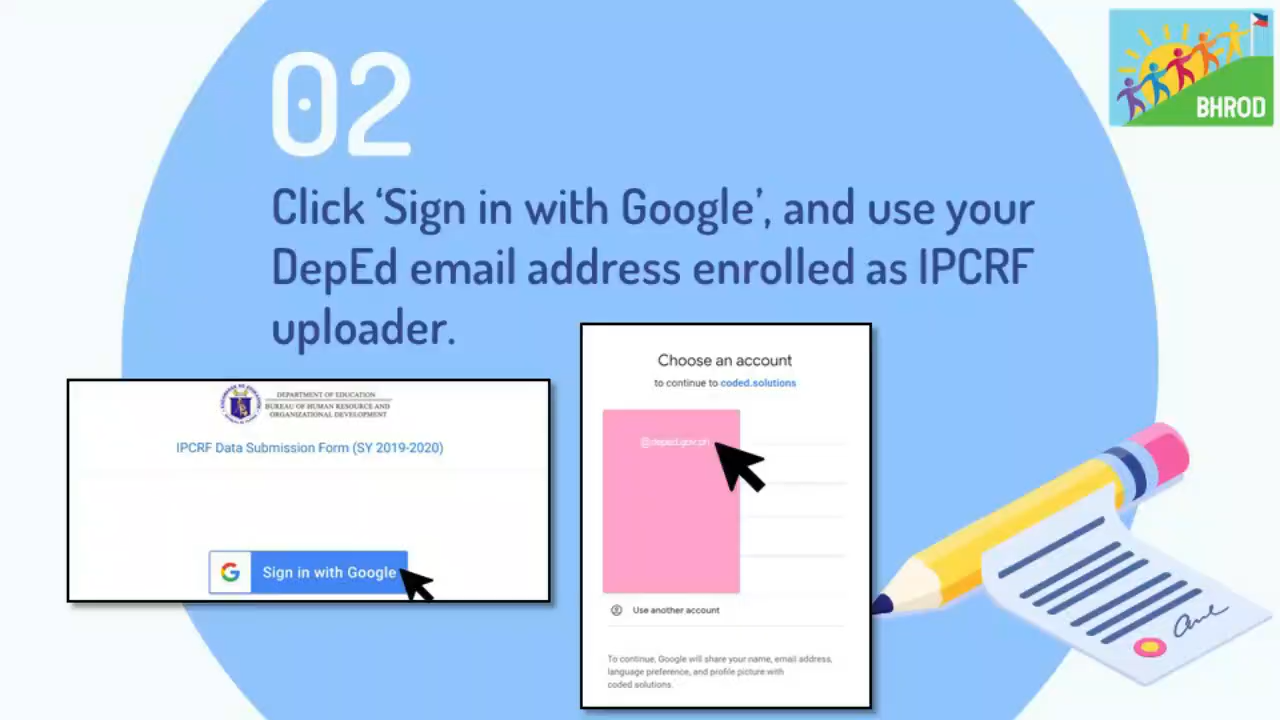 02
BHROD
Click ‘Sign in with Google’, and use your
DepEd email address enrolled as IPCRF
uploader.
DEPARTMENT OF EDUCATION
BUREAU OF HUMAN RESOURCE AND
ORGANIZATIONAL DEVELOPMENT
IPCRF Data Submission Form (SY 2019-2020)
Sign in with Google
Choose an account
to continue to coded.solutions
@deped.gov.ph
Use another account
To continue, Google will share your name, email address,
language preference, and profile picture with
coded solutions.